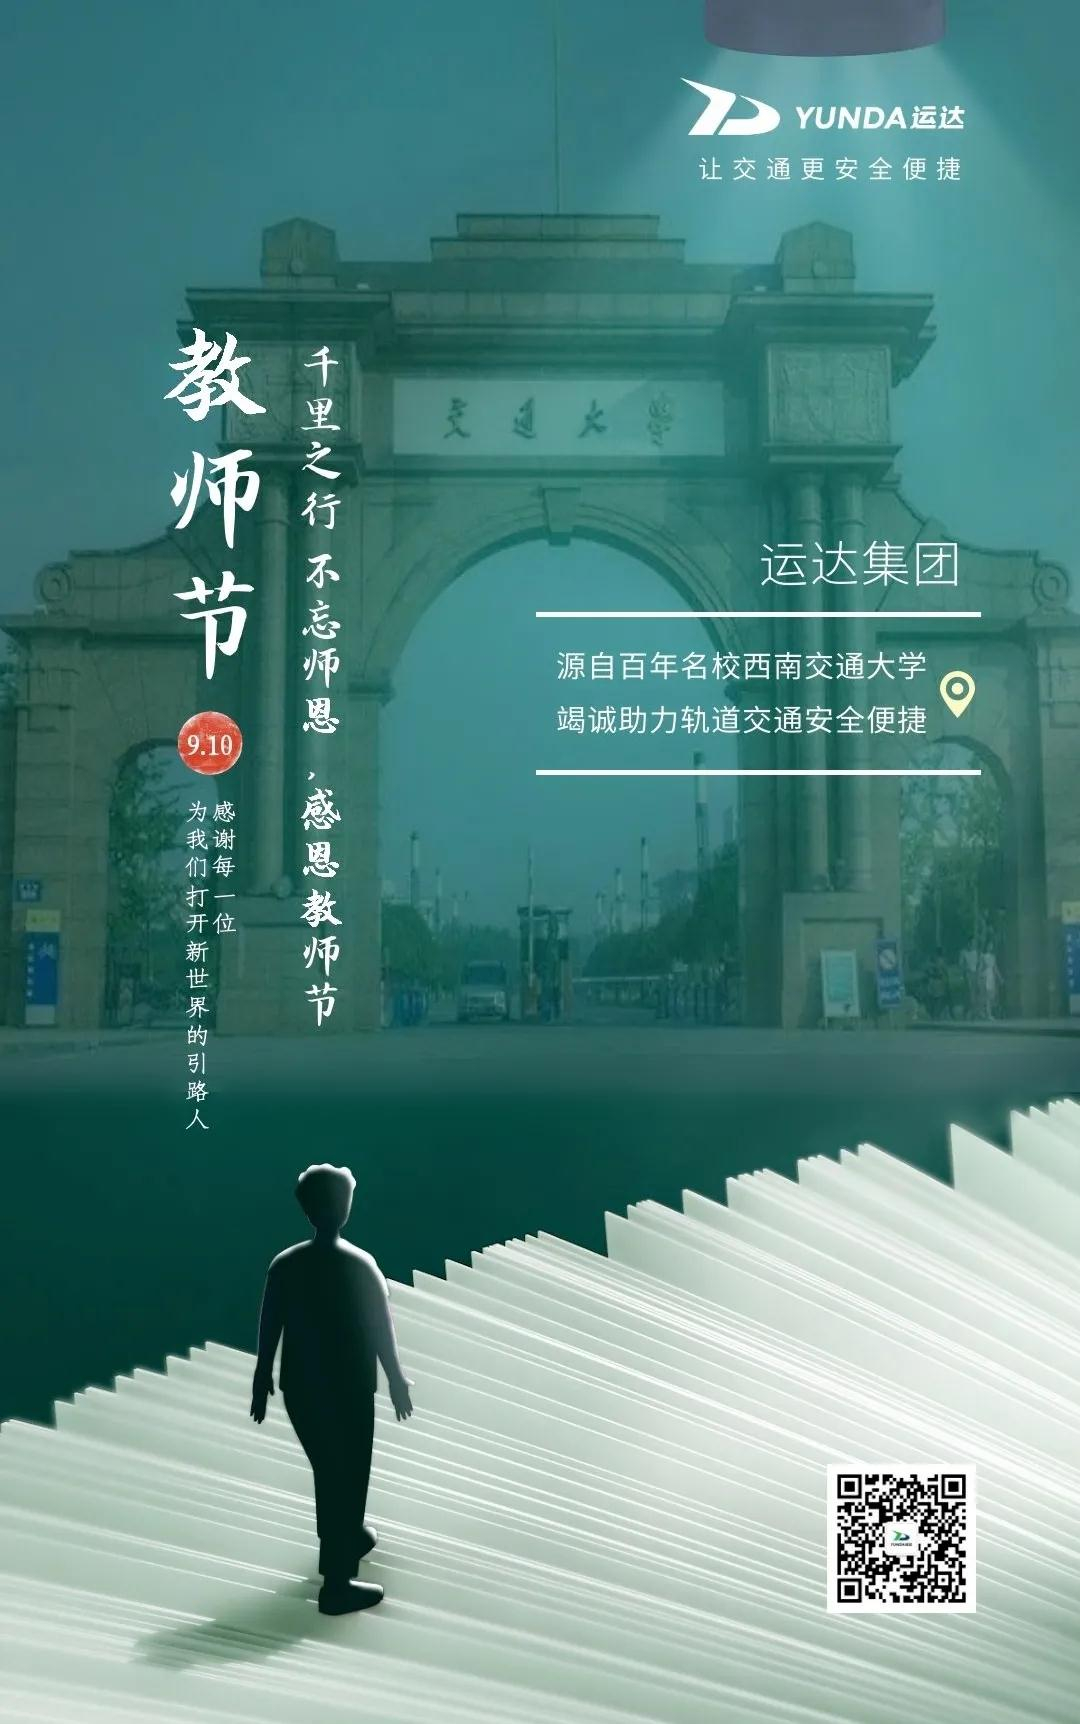 YUNDA运达
让交通更安全便捷
交通大学
教师节
千里之行 不忘师恩，感恩教师节
9.10
感谢每一位
为我们打开新世界的引路人
运达集团
源自百年名校西南交通大学
竭诚助力轨道交通安全便捷